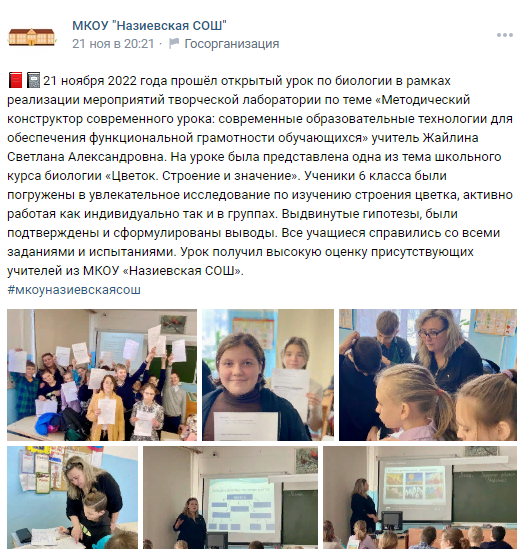 МКОУ "Назиевская СОШ"
21 ноя в 20:21 · Госорганизация
21 ноября 2022 года прошёл открытый урок по биологии в рамках
реализации мероприятий творческой лаборатории по теме «Методический
конструктор современного урока: современные образовательные технологии для
обеспечения функциональной грамотности обучающихся» учитель Жайлина
Светлана Александровна. На уроке была представлена одна из тема школьного
курса биологии «Цветок. Строение и значение». Ученики 6 класса были
погружены в увлекательное исследование по изучению строения цветка, активно
работая как индивидуально так и в группах. Выдвинутые гипотезы, были
подтверждены и сформулированы выводы. Все учащиеся справились со всеми
заданиями и испытаниями. Урок получил высокую оценку присутствующих
учителей из МКОУ «Назиевская СОШ».
#мкоуназиевскаясош